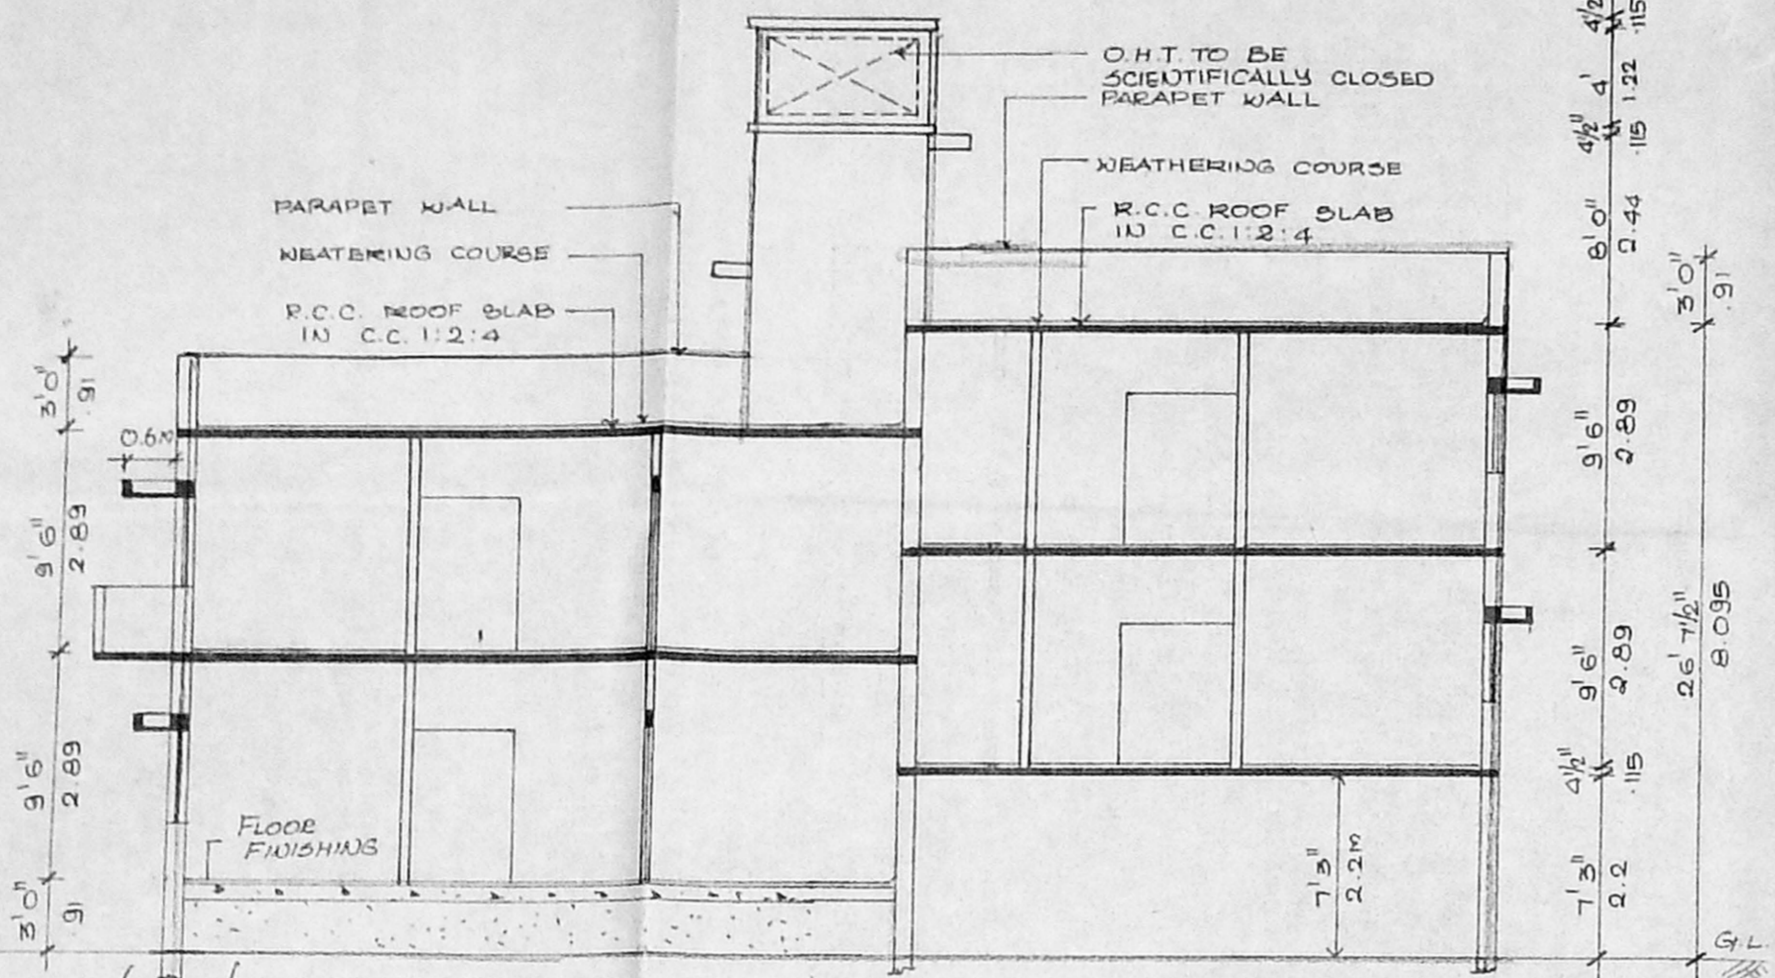 O.H.T. TO BE
SCIENTIFICALLY CLOSED
PARAPET WALL
WEATHERING COURSE
R.C.C. ROOF SLAB
IN C.C. 1:2:4
PARAPET WALL
WEATERING COURSE
R.C.C. ROOF SLAB
IN C.C. 1:2:4
3'0"
.91
0.6M
9'6"
2.89
9'6"
2.89
3'0"
.91
FLOOR
FINISHING
7'3"
2.2M
4½"
.115
4'
1.22
4½"
.115
8'0"
2.44
9'6"
2.89
9'6"
2.89
4½"
.115
7'3"
2.2
3'0"
.91
26'7½"
8.095
G.L.